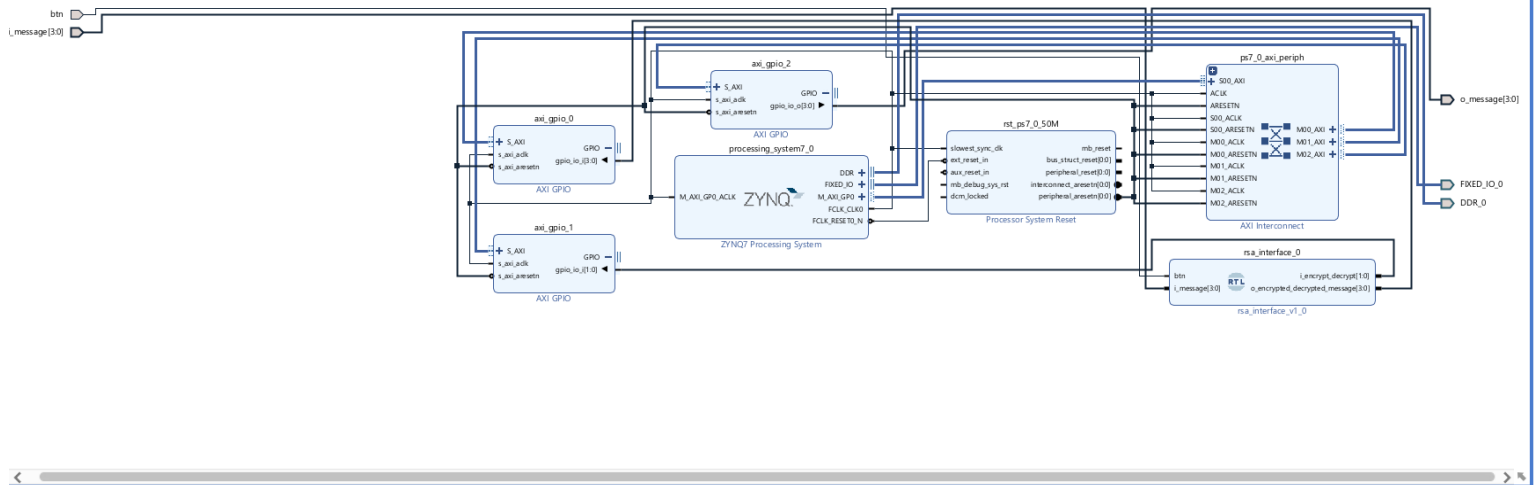 btn
i_message[3:0]
axi_gpio_2
S_AXI
s_axi_aclk
s_axi_aresetn
GPIO
gpio_io_o[3:0]
AXI GPIO
axi_gpio_0
S_AXI
s_axi_aclk
s_axi_aresetn
GPIO
gpio_io_i[3:0]
AXI GPIO
axi_gpio_1
S_AXI
s_axi_aclk
s_axi_aresetn
GPIO
gpio_io_i[1:0]
AXI GPIO
processing_system7_0
M_AXI_GP0_ACLK
ZYNQ
DDR
FIXED_IO
M_AXI_GP0
FCLK_CLK0
FCLK_RESET0_N
ZYNQ7 Processing System
rst_ps7_0_50M
slowest_sync_clk
ext_reset_in
aux_reset_in
mb_debug_sys_rst
dcm_locked
mb_reset
bus_struct_reset[0:0]
peripheral_reset[0:0]
interconnect_aresetn[0:0]
peripheral_aresetn[0:0]
Processor System Reset
ps7_0_axi_periph
S00_AXI
ACLK
ARESETN
S00_ACLK
S00_ARESETN
M00_ACLK
M00_ARESETN
M01_ACLK
M01_ARESETN
M02_ACLK
M02_ARESETN
M00_AXI
M01_AXI
M02_AXI
AXI Interconnect
rsa_interface_0
btn
i_message[3:0]
RTL
i_encrypt_decrypt[1:0]
o_encrypted_decrypted_message[3:0]
rsa_interface_v1_0
o_message[3:0]
FIXED_IO_0
DDR_0